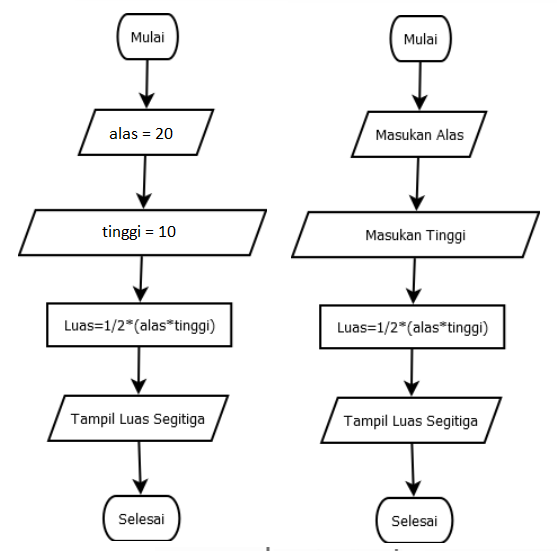 Mulai
alas = 20
tinggi = 10
Luas=1/2*(alas*tinggi)
Tampil Luas Segitiga
Selesai
Mulai
Masukan Alas
Masukan Tinggi
Luas=1/2*(alas*tinggi)
Tampil Luas Segitiga
Selesai